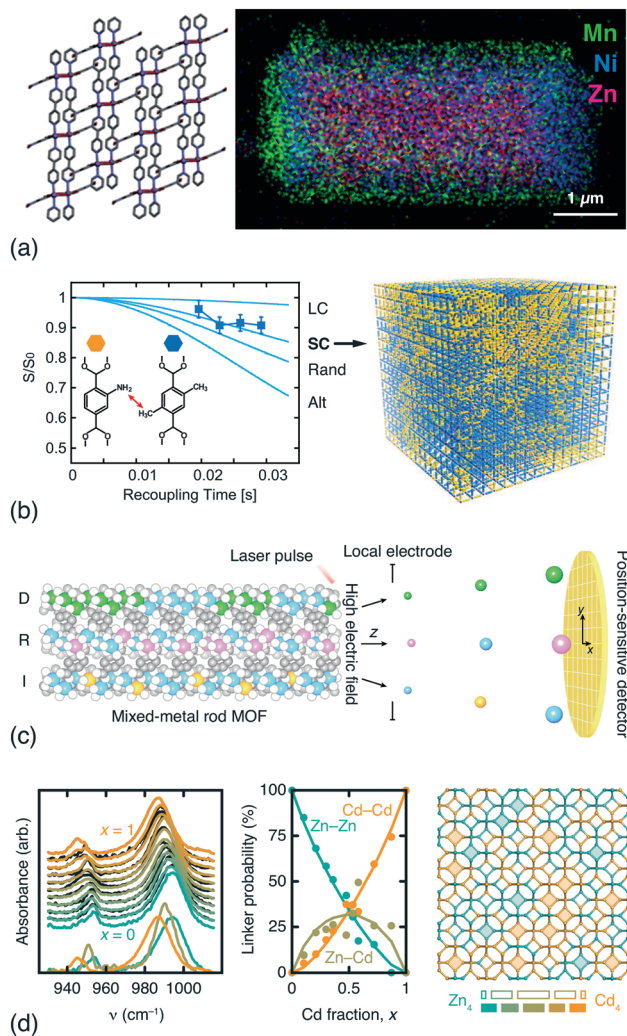 Mn
Ni
Zn
1 µm
(a)
1
0.9
0.8
0.7
0.6
0.5
S/S0
0
0.01
0.02
0.03
Recoupling Time [s]
LC
SC
Rand
Alt
O
O
NH2
O
O
O
O
CH3
H3C
O
O
(b)
Laser pulse
Local electrode
D
R
I
High electric field
z
y
x
Position-sensitive detector
Mixed-metal rod MOF
(c)
Absorbance (arb.)
x = 1
x = 0
940
960
980
1000
ν (cm−1)
Linker probability (%)
100
75
50
25
0
Zn–Zn
Cd–Cd
Zn–Cd
0
0.5
1
Cd fraction, x
Zn4
Cd4
(d)